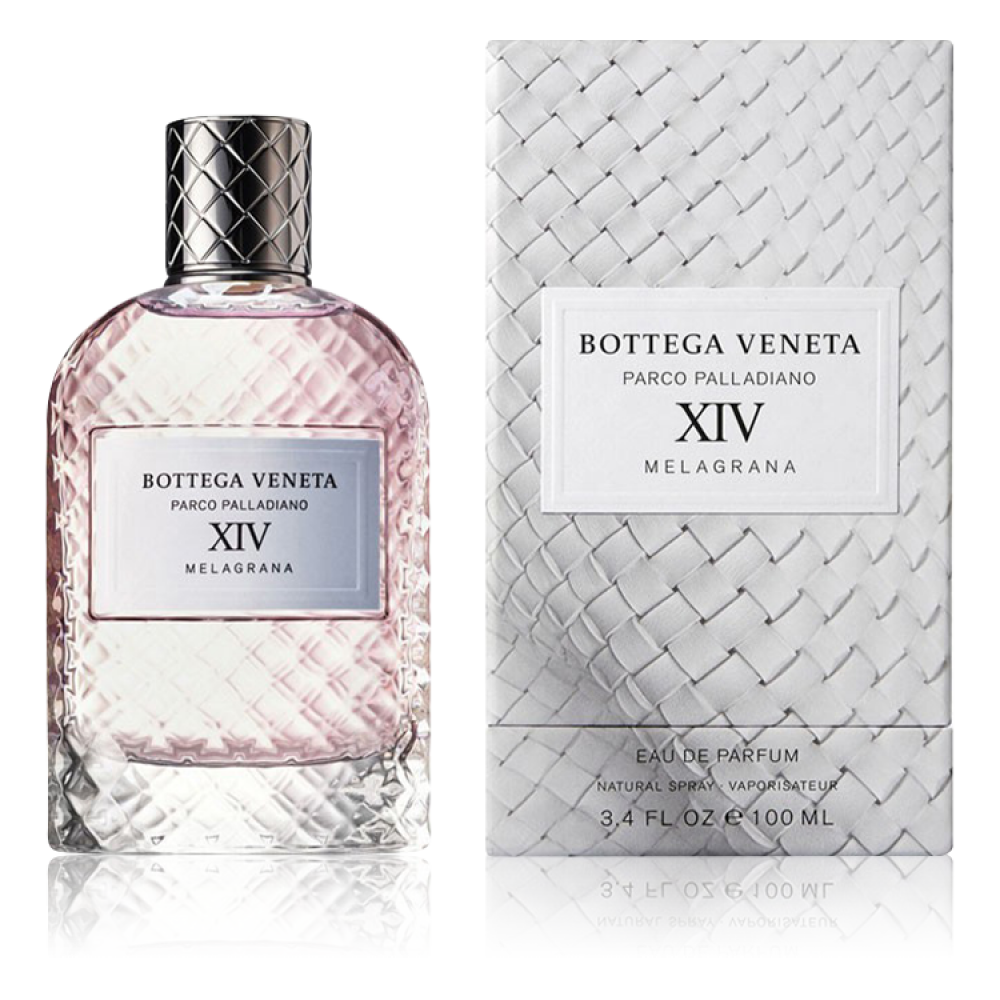 BOTTEGA VENETA
PARCO PALLADIANO
XIV
MELAGRANA
BOTTEGA VENETA
PARCO PALLADIANO
XIV
MELAGRANA
EAU DE PARFUM
NATURAL SPRAY - VAPORISATEUR
3.4 FL OZ e 100 ML